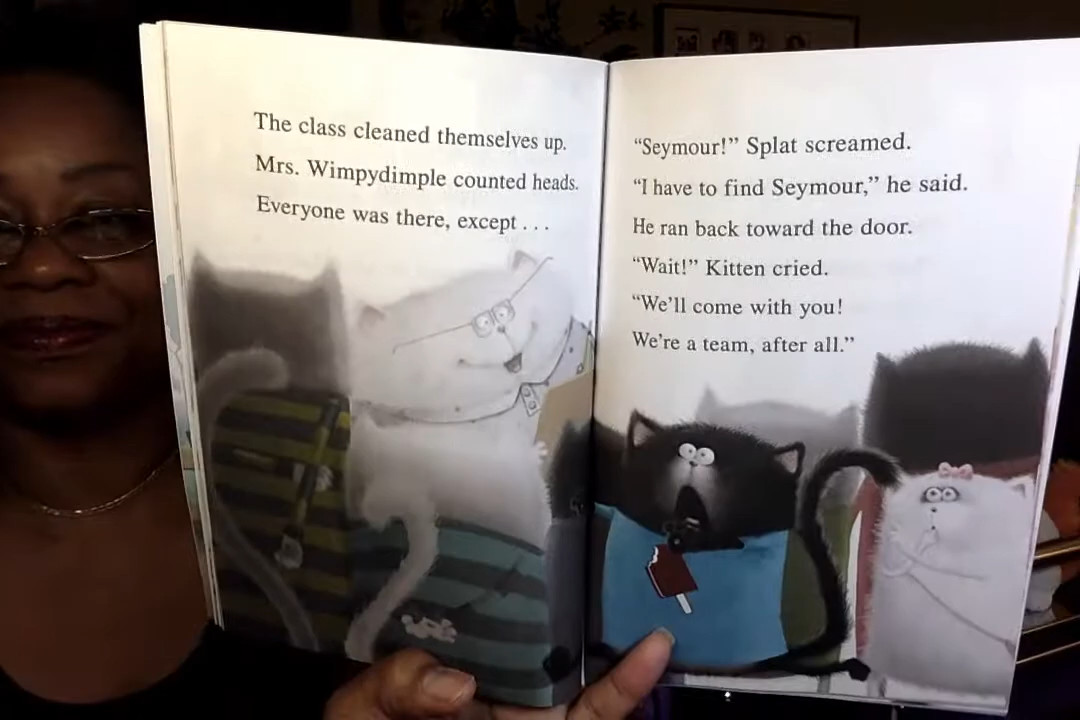 The class cleaned themselves up.
Mrs. Wimpydimple counted heads.
Everyone was there, except . . .
“Seymour!” Splat screamed.
“I have to find Seymour,” he said.
He ran back toward the door.
“Wait!” Kitten cried.
“We’ll come with you!
We’re a team, after all.”